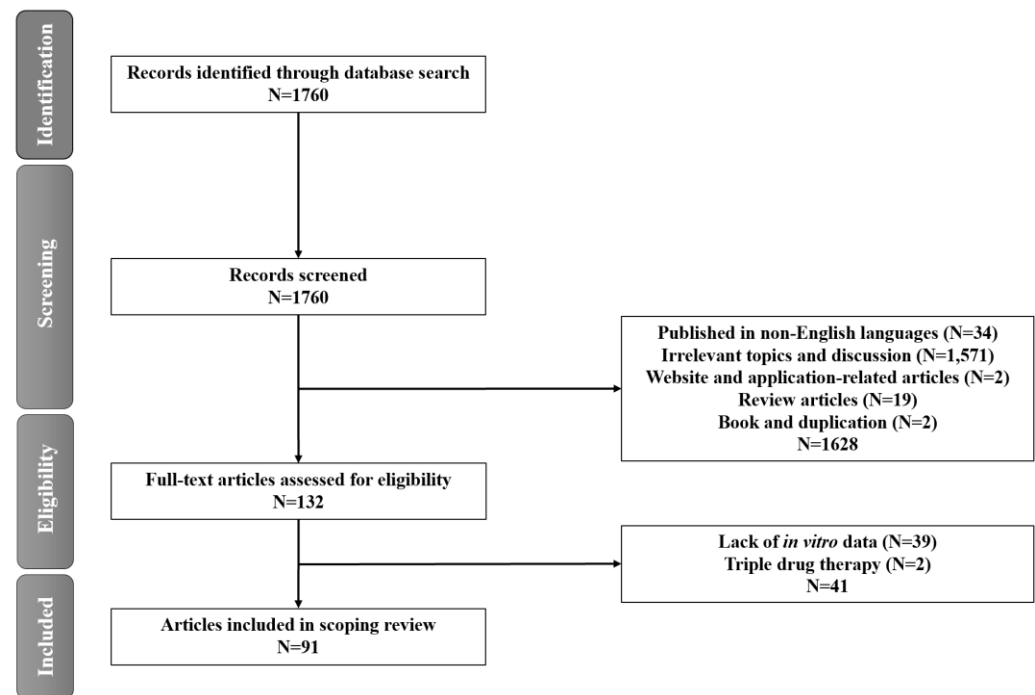 Identification
Records identified through database search
N=1760
Screening
Records screened
N=1760
Published in non-English languages (N=34)
Irrelevant topics and discussion (N=1,571)
Website and application-related articles (N=2)
Review articles (N=19)
Book and duplication (N=2)
N=1628
Eligibility
Full-text articles assessed for eligibility
N=132
Lack of in vitro data (N=39)
Triple drug therapy (N=2)
N=41
Included
Articles included in scoping review
N=91